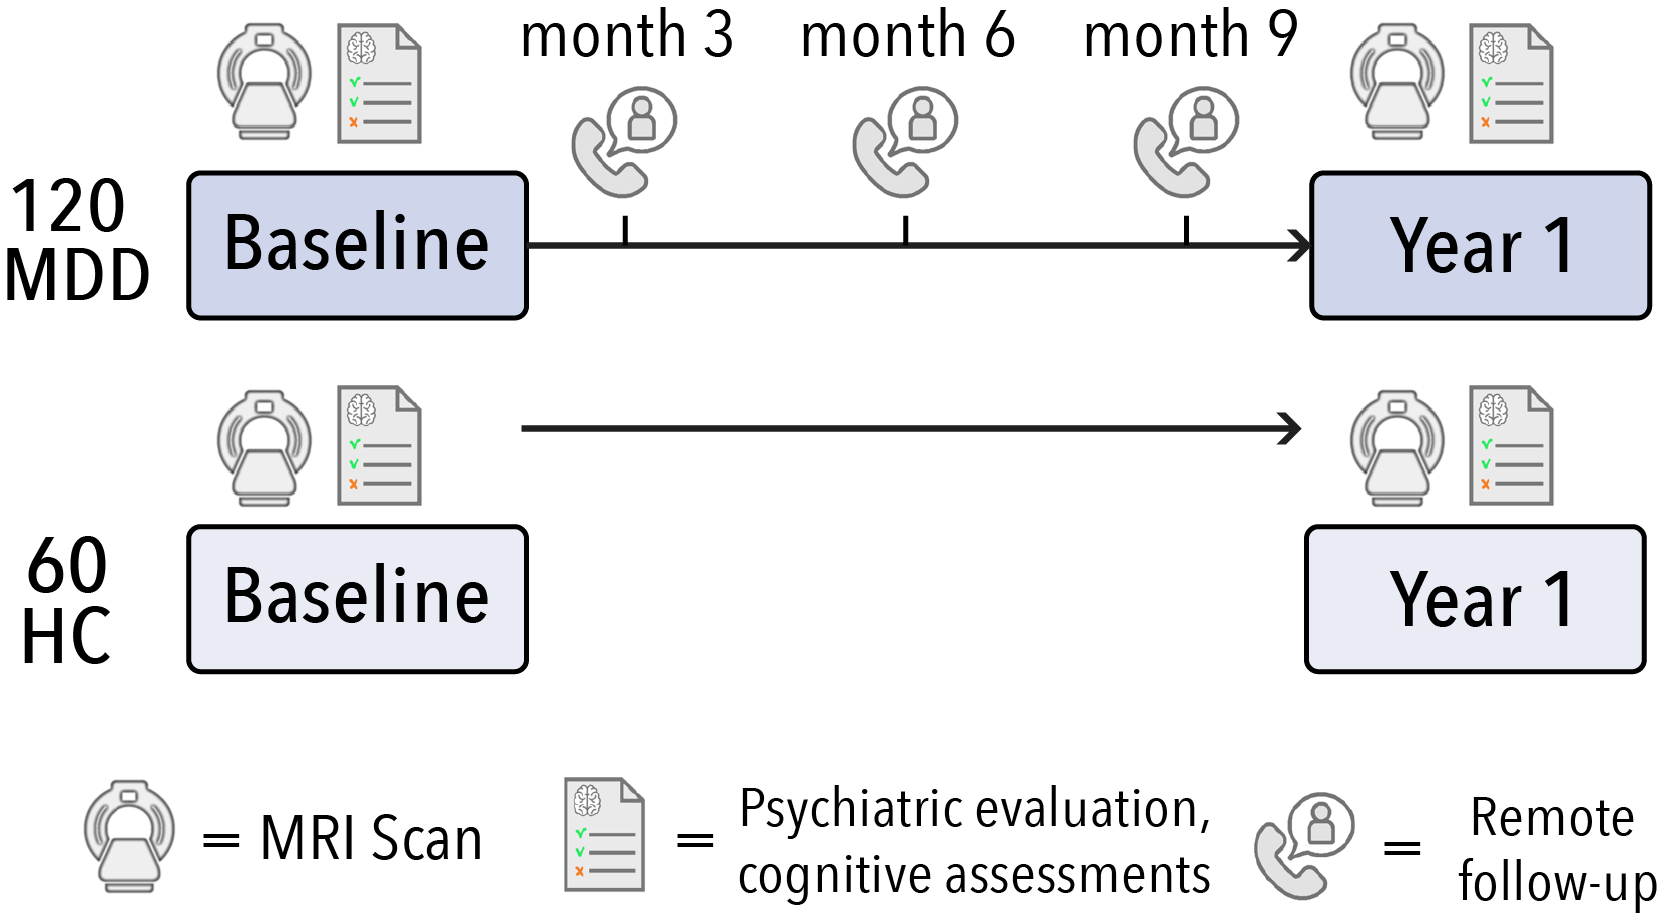 month 3 month 6 month 9
120
MDD
Baseline
Year 1
60
HC
Baseline
Year 1
= MRI Scan
= Psychiatric evaluation,
cognitive assessments
= Remote
follow-up